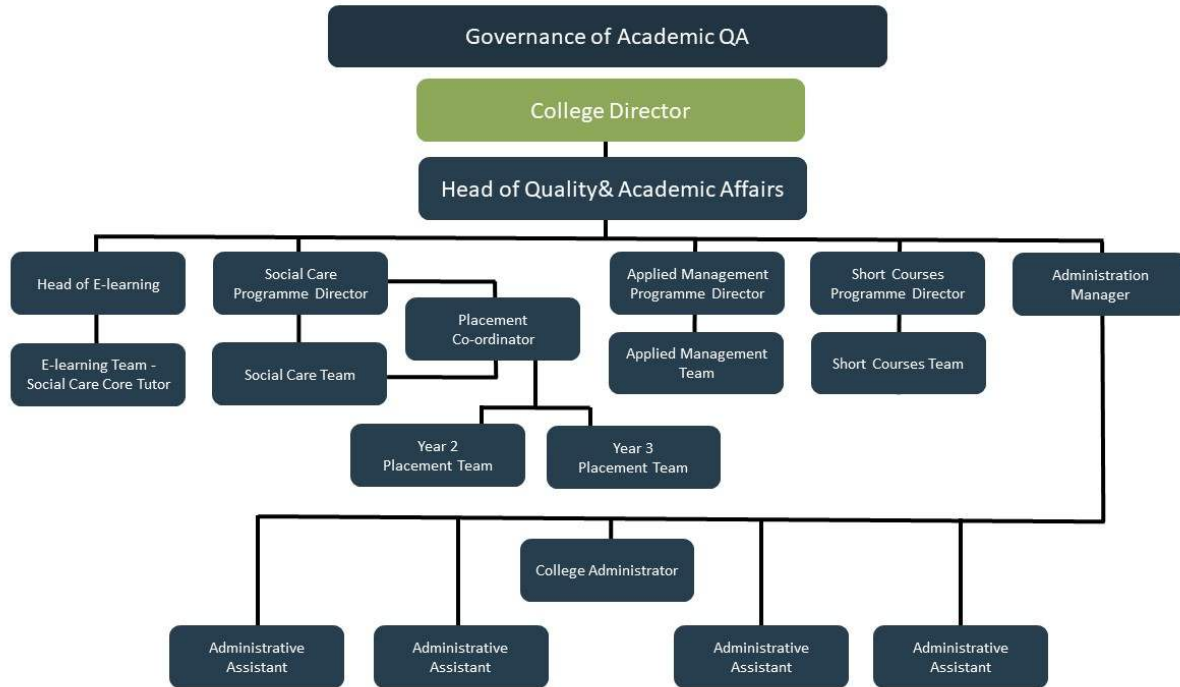 Governance of Academic QA
College Director
Head of Quality& Academic Affairs
Head of E-learning
Social Care
Programme Director
Applied Management
Programme Director
Short Courses
Programme Director
Administration
Manager
Placement
Co-ordinator
E-learning Team -
Social Care Core Tutor
Social Care Team
Applied Management
Team
Short Courses Team
Year 2
Placement Team
Year 3
Placement Team
College Administrator
Administrative
Assistant
Administrative
Assistant
Administrative
Assistant
Administrative
Assistant